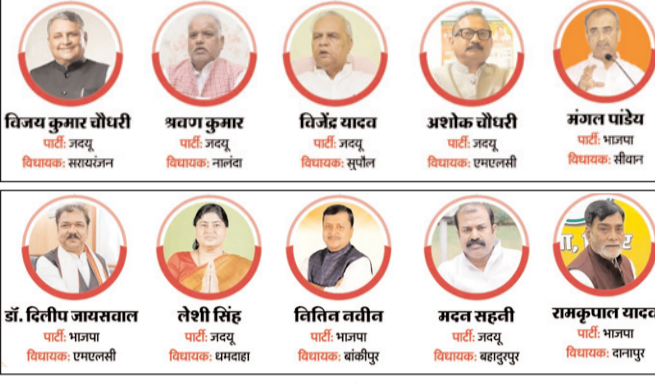 विजय कुमार चौधरी
पार्टी: जदयू
विधायक: सरायरंजन
श्रवण कुमार
पार्टी: जदयू
विधायक: नालंदा
विजेंद्र यादव
पार्टी: जदयू
विधायक: सुपौल
अशोक चौधरी
पार्टी: जदयू
विधायक: एमएलसी
मंगल पांडेय
पार्टी: भाजपा
विधायक: सीवान
डॉ. दिलीप जायसवाल
पार्टी: भाजपा
विधायक: एमएलसी
लेशी सिंह
पार्टी: जदयू
विधायक: धमदाहा
नितिन नवीन
पार्टी: भाजपा
विधायक: बांकीपुर
मदन सहनी
पार्टी: जदयू
विधायक: बहादुरपुर
रामकृपाल यादव
पार्टी: भाजपा
विधायक: दानापुर